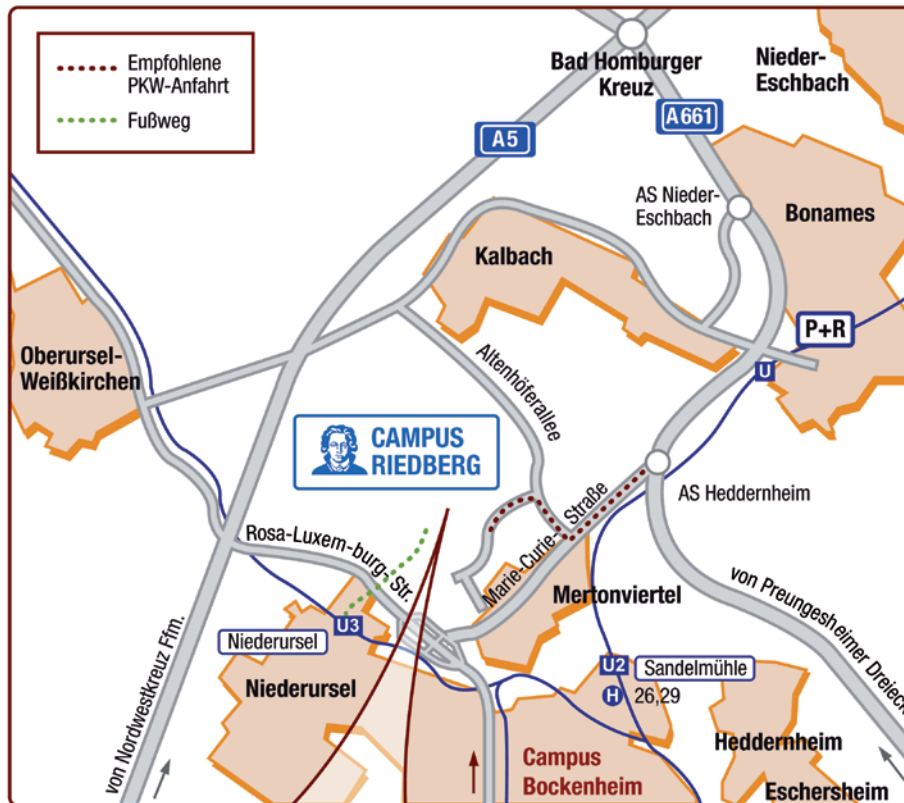 Empfohlene
PKW-Anfahrt
Fußweg
Bad Homburger
Kreuz
Nieder-
Eschbach
A5
A661
AS Nieder-
Eschbach
Bonames
Kalbach
P+R
Oberursel-
Weißkirchen
Altenhöferallee
U
CAMPUS
RIEDBERG
AS Heddernheim
Rosa-Luxem-burg- Str.
Marie-Curie-Straße
Mertonviertel
von Preungesheimer Dreieck
U3
Niederursel
U2
Sandelmühle
H
26,29
Niederursel
von Nordwestkreuz Ffm.
Heddernheim
Campus
Bockenheim
Eschersheim